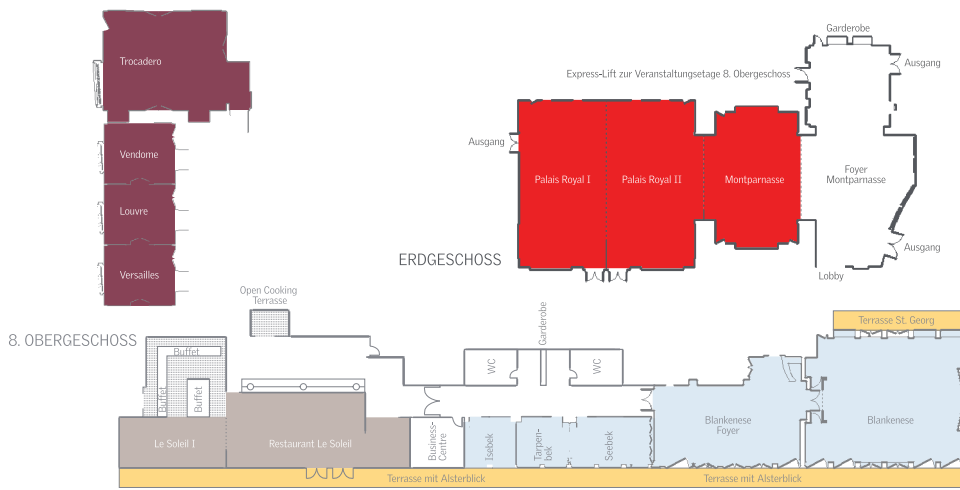 Garderobe
Trocadero
Ausgang
Express-Lift zur Veranstaltungsetage 8. Obergeschoss
Ausgang
Vendome
Palais Royal I
Palais Royal II
Montparnasse
Foyer
Montparnasse
Louvre
Ausgang
ERDGESCHOSS
Lobby
Versailles
Open Cooking
Terrasse
8. OBERGESCHOSS
Terrasse St. Georg
Buffet
Buffet
Buffet
WC
Garderobe
WC
Le Soleil I
Restaurant Le Soleil
Business-
Centre
Isebek
Tarpen-
bek
Seebek
Blankenese
Foyer
Blankenese
Terrasse mit Alsterblick
Terrasse mit Alsterblick